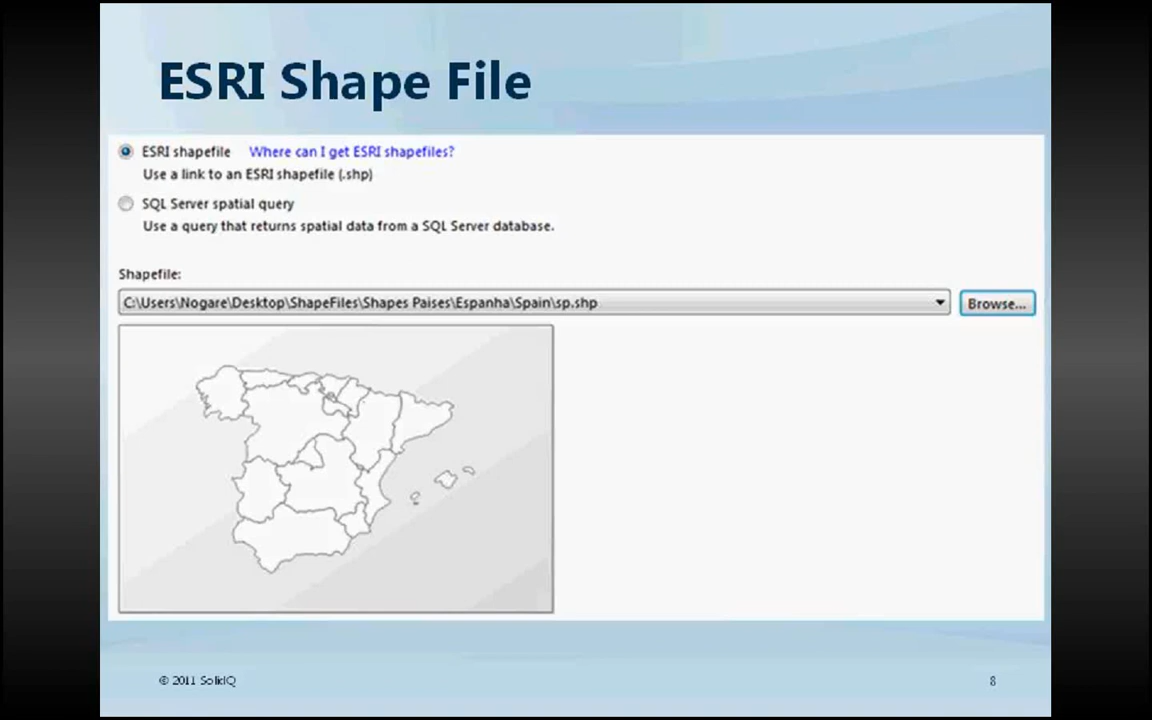 ESRI Shape File
ESRI shapefile Where can I get ESRI shapefiles?
Use a link to an ESRI shapefile (.shp)
SQL Server spatial query
Use a query that returns spatial data from a SQL Server database.
Shapefile:
C:\Users\Nogare\Desktop\ShapeFiles\Shapes Paises\Espanha\Spain\sp.shp Browse...
© 2011 SolidQ 8